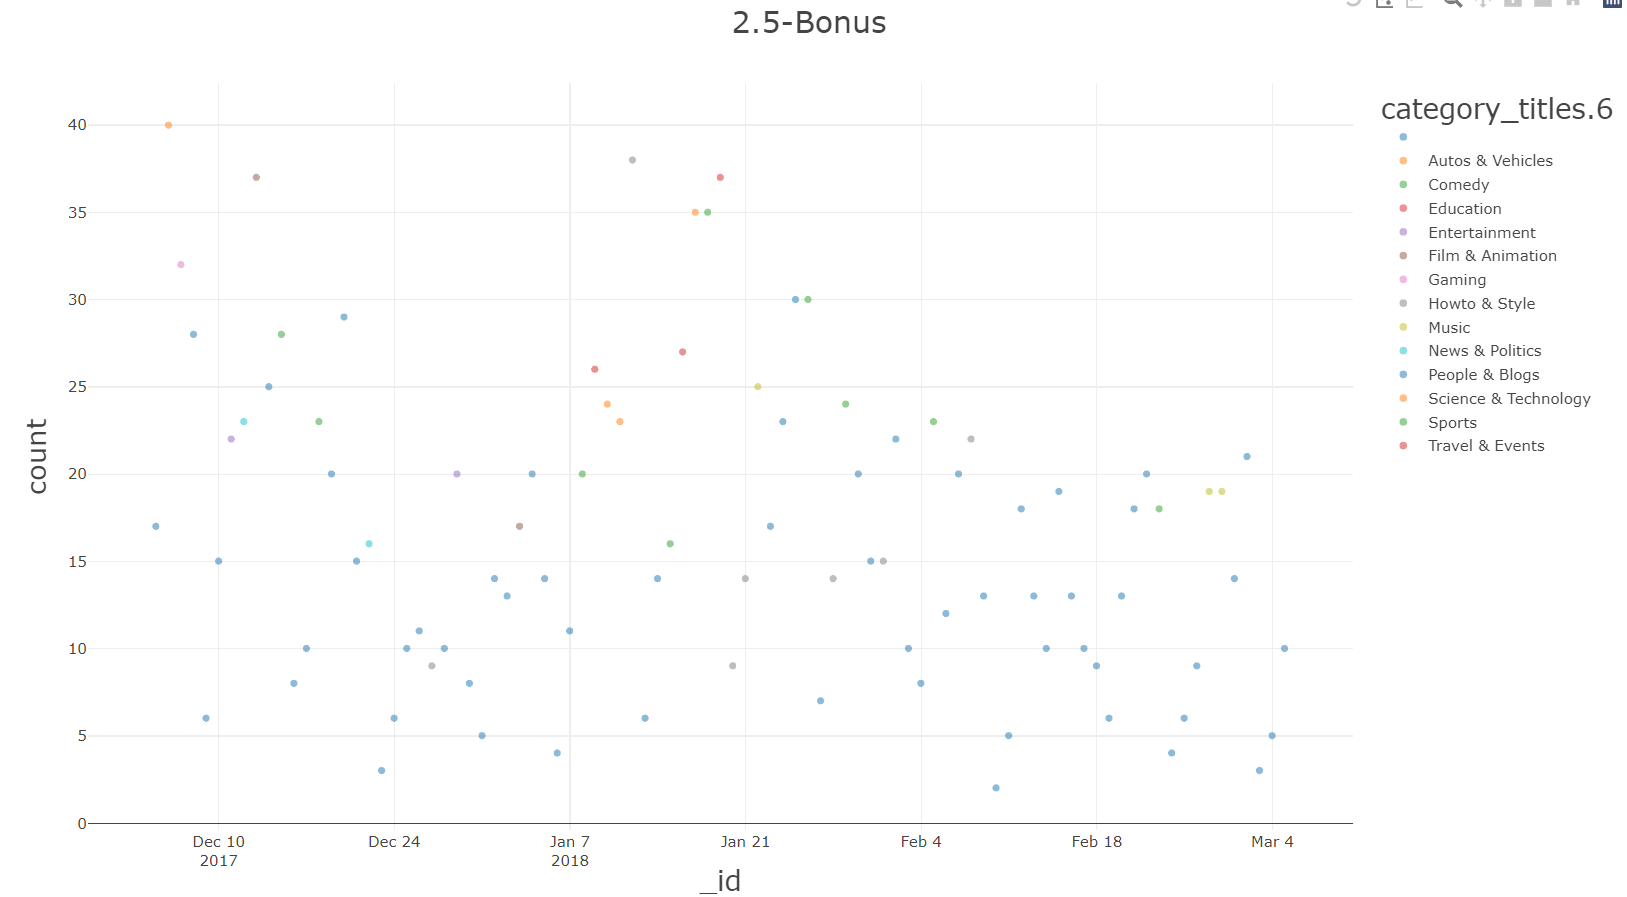 2.5-Bonus
category_titles.6
Autos & Vehicles
Comedy
Education
Entertainment
Film & Animation
Gaming
Howto & Style
Music
News & Politics
People & Blogs
Science & Technology
Sports
Travel & Events
count
40
35
30
25
20
15
10
5
0
Dec 10
2017
Dec 24
Jan 7
2018
Jan 21
Feb 4
Feb 18
Mar 4
_id